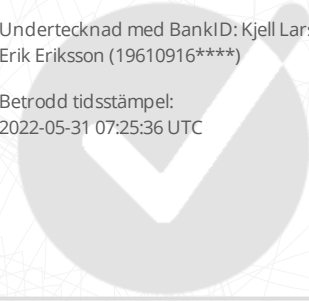 Undertecknad med BankID: Kjell Lars
Erik Eriksson (19610916****)
Betrodd tidsstämpel:
2022-05-31 07:25:36 UTC